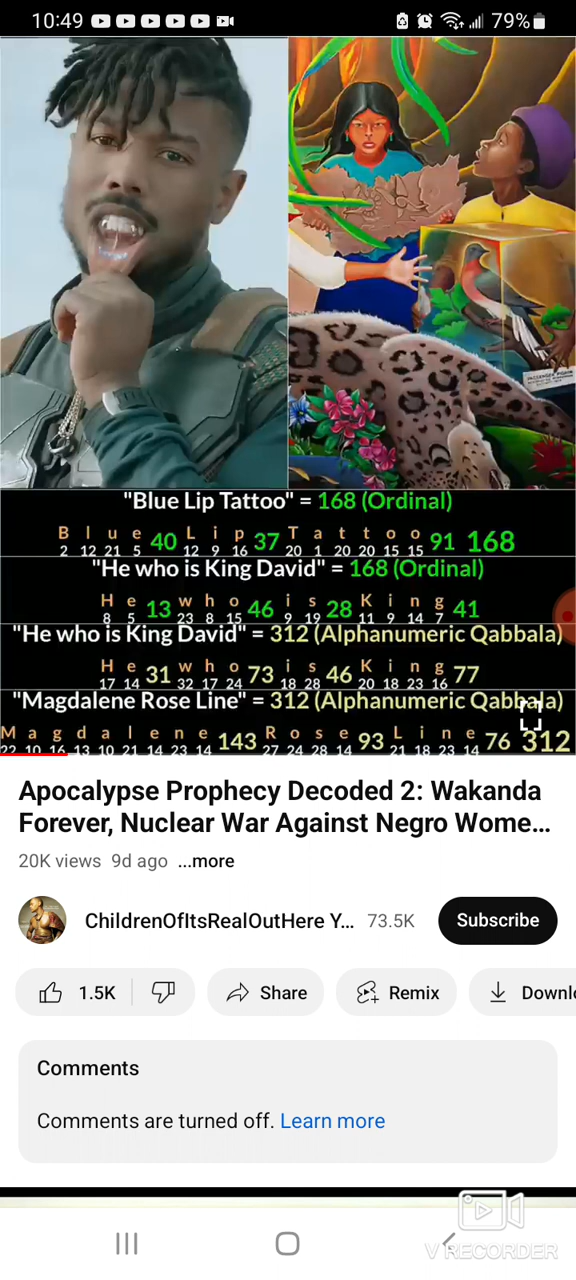 10:49 79%
"Blue Lip Tattoo" = 168 (Ordinal)
B l u e 40 L i p 37 T a t t o o 91 168
2 12 21 5 12 9 16 20 1 20 20 15 15
"He who is King David" = 168 (Ordinal)
H e 13 w h o 46 i s 28 K i n g 41
8 5 23 8 15 9 19 11 9 14 7
"He who is King David" = 312 (Alphanumeric Qabbala)
H e 31 w h o 73 i s 46 K i n g 77
17 14 32 17 24 18 28 20 18 23 16
"Magdalene Rose Line" = 312 (Alphanumeric Qabbala)
M a g d a l e n e 143 R o s e 93 L i n e 76 312
22 10 16 13 10 21 14 23 14 27 24 28 14 21 18 23 14
Apocalypse Prophecy Decoded 2: Wakanda
Forever, Nuclear War Against Negro Wome...
20K views 9d ago ...more
ChildrenOfItsRealOutHere Y... 73.5K Subscribe
1.5K Share Remix Downlo
Comments
Comments are turned off. Learn more
V RECORDER